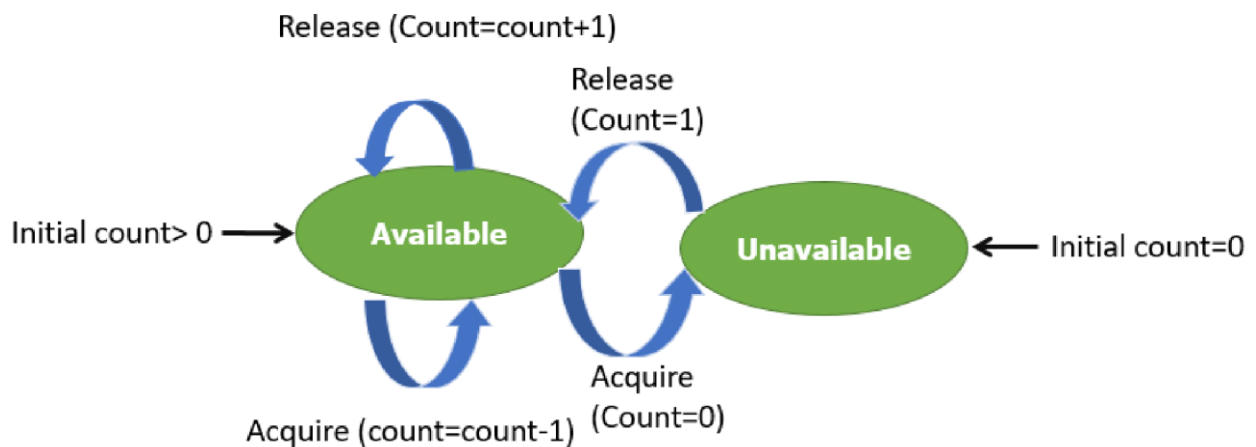 Release (Count=count+1)
Release
(Count=1)
Initial count> 0
Available
Unavailable
Initial count=0
Acquire
(Count=0)
Acquire (count=count-1)